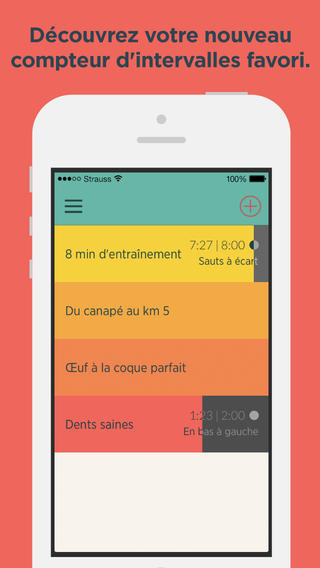 Découvrez votre nouveau
compteur d'intervalles favori.
Strauss 100%
8 min d'entraînement 7:27 | 8:00
Sauts à écart
Du canapé au km 5
Œuf à la coque parfait
Dents saines 1:23 | 2:00
En bas à gauche